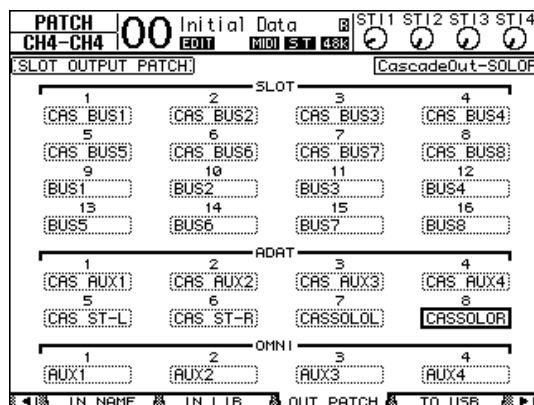 PATCH 00 Initial Data R ST11 ST12 ST13 ST14
CH4-CH4 EDIT MIDI S.T 48k
SLOT OUTPUT PATCH CascadeOut-SOLOR
SLOT
1 2 3 4
CAS BUS1 CAS BUS2 CAS BUS3 CAS BUS4
5 6 7 8
CAS BUS5 CAS BUS6 CAS BUS7 CAS BUS8
9 10 11 12
BUS1 BUS2 BUS3 BUS4
13 14 15 16
BUS5 BUS6 BUS7 BUS8
ADAT
1 2 3 4
CAS AUX1 CAS AUX2 CAS AUX3 CAS AUX4
5 6 7 8
CAS ST-L CAS ST-R CASSOLOL CASSOLOR
OMNI
1 2 3 4
AUX1 AUX2 AUX3 AUX4
IN NAME IN LIB OUT PATCH TO USB